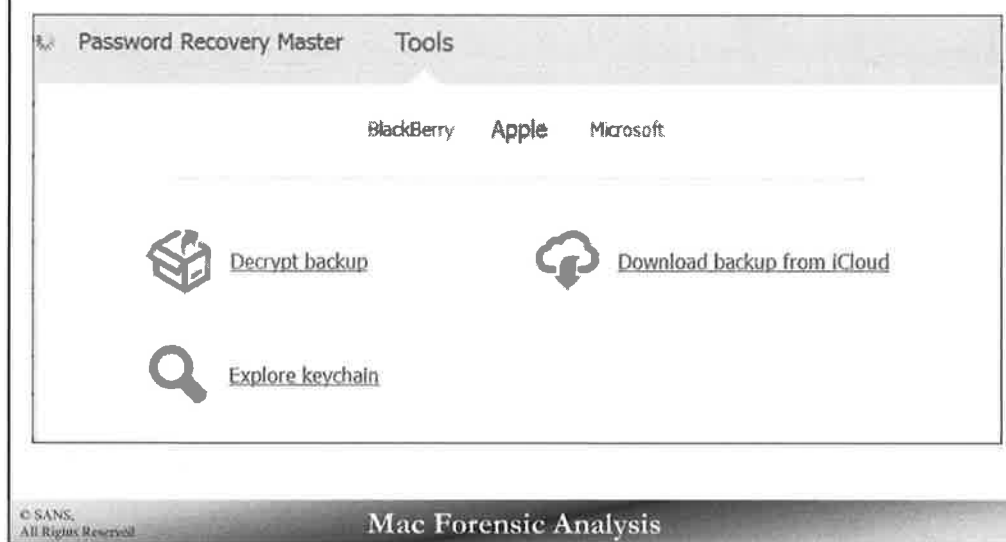 Password Recovery Master Tools
BlackBerry Apple Microsoft
Decrypt backup Download backup from iCloud
Explore keychain
© SANS,
All Rights Reserved
Mac Forensic Analysis